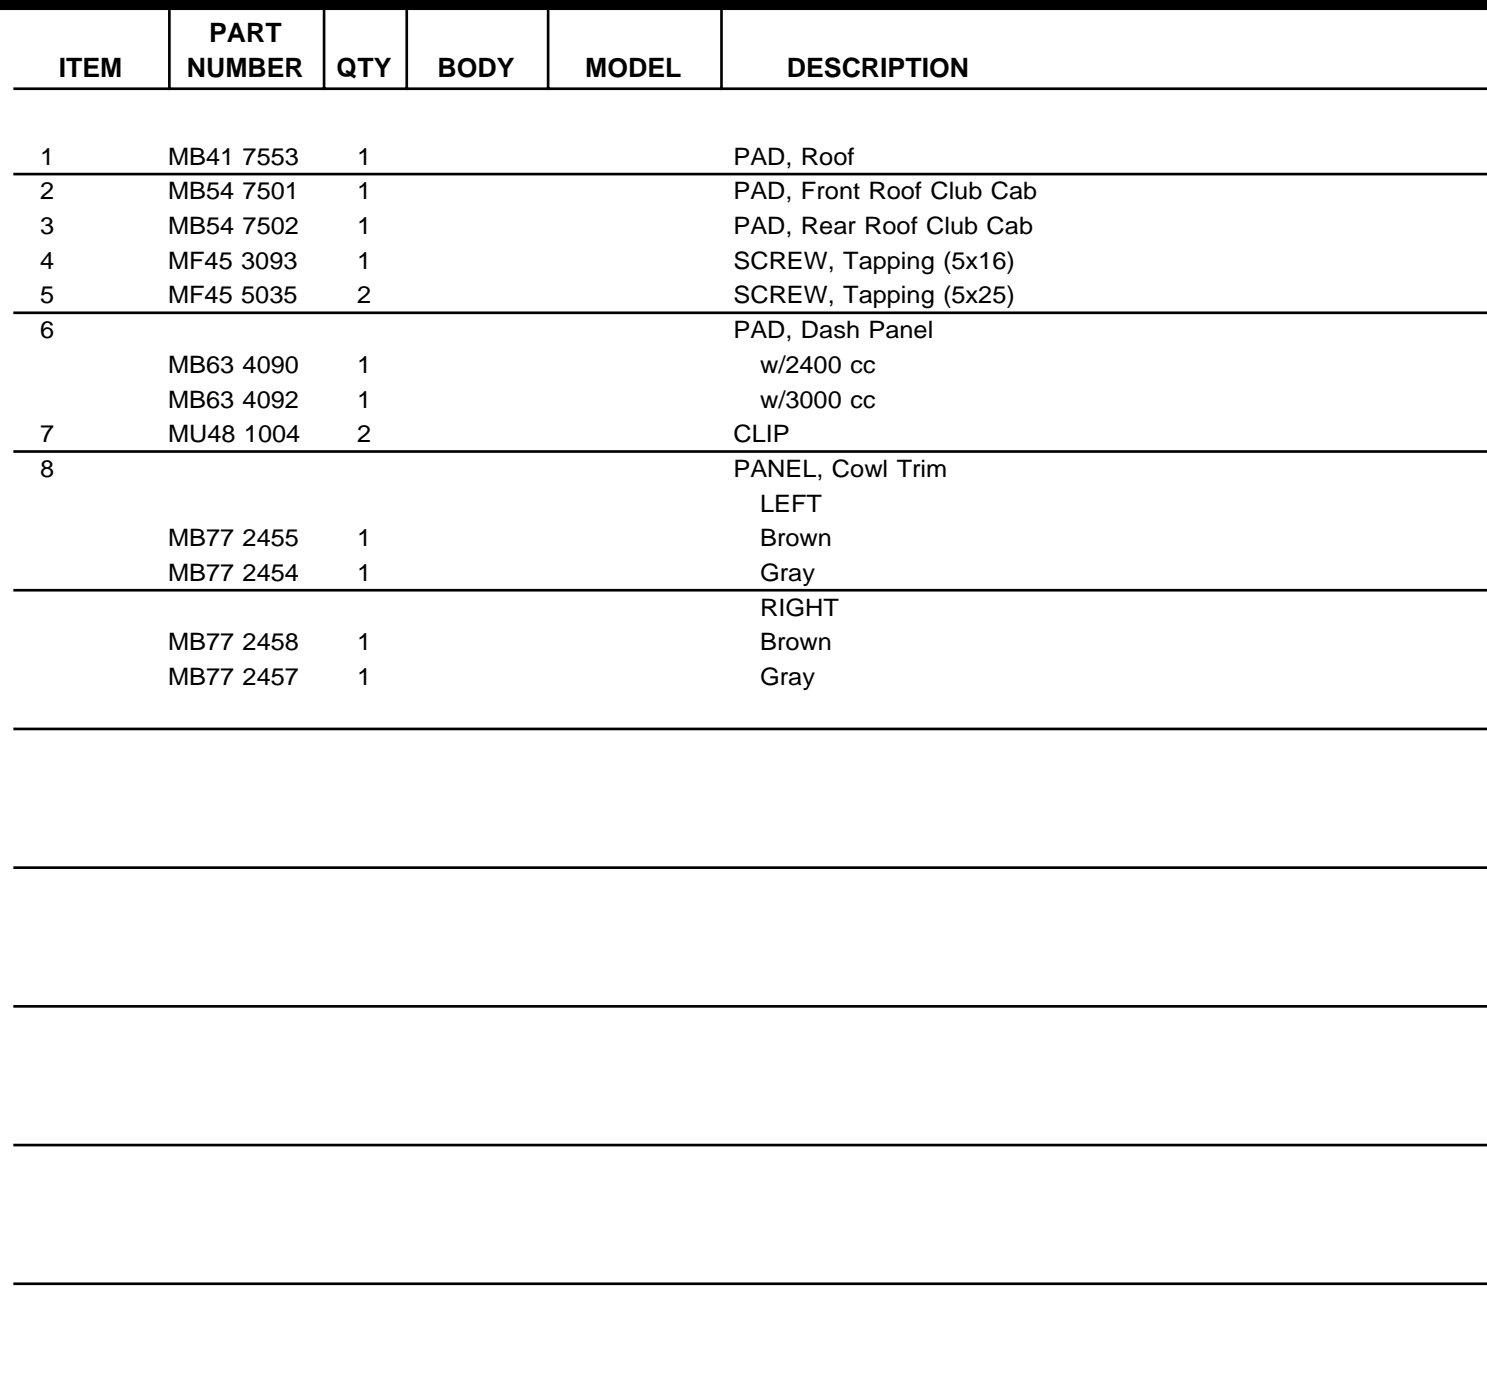 PART
ITEM NUMBER QTY BODY MODEL DESCRIPTION
1 MB41 7553 1 PAD, Roof
2 MB54 7501 1 PAD, Front Roof Club Cab
3 MB54 7502 1 PAD, Rear Roof Club Cab
4 MF45 3093 1 SCREW, Tapping (5x16)
5 MF45 5035 2 SCREW, Tapping (5x25)
6 PAD, Dash Panel
MB63 4090 1 w/2400 cc
MB63 4092 1 w/3000 cc
7 MU48 1004 2 CLIP
8 PANEL, Cowl Trim
LEFT
MB77 2455 1 Brown
MB77 2454 1 Gray
RIGHT
MB77 2458 1 Brown
MB77 2457 1 Gray